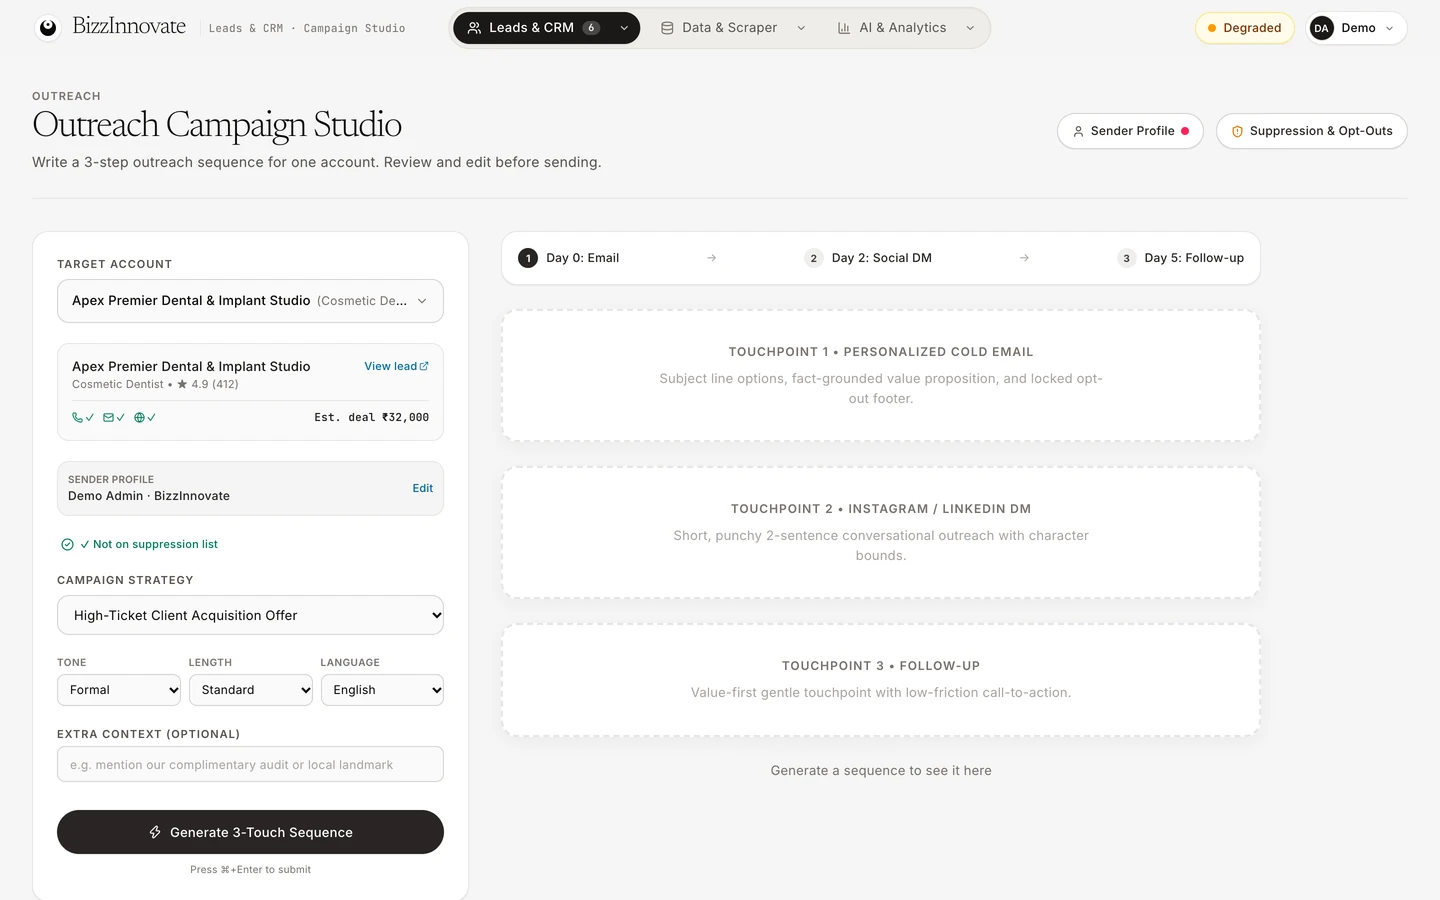 BizzInnovate
Leads & CRM · Campaign Studio
Leads & CRM 6
Data & Scraper
AI & Analytics
Degraded
DA Demo
OUTREACH
Outreach Campaign Studio
Write a 3-step outreach sequence for one account. Review and edit before sending.
Sender Profile
Suppression & Opt-Outs
TARGET ACCOUNT
Apex Premier Dental & Implant Studio (Cosmetic De...
Apex Premier Dental & Implant Studio
View lead
Cosmetic Dentist • ★ 4.9 (412)
✓ ✓ ✓
Est. deal ₹32,000
SENDER PROFILE
Demo Admin · BizzInnovate
Edit
✓ Not on suppression list
CAMPAIGN STRATEGY
High-Ticket Client Acquisition Offer
TONE LENGTH LANGUAGE
Formal Standard English
EXTRA CONTEXT (OPTIONAL)
e.g. mention our complimentary audit or local landmark
Generate 3-Touch Sequence
Press ⌘+Enter to submit
1 Day 0: Email → 2 Day 2: Social DM → 3 Day 5: Follow-up
TOUCHPOINT 1 • PERSONALIZED COLD EMAIL
Subject line options, fact-grounded value proposition, and locked opt-
out footer.
TOUCHPOINT 2 • INSTAGRAM / LINKEDIN DM
Short, punchy 2-sentence conversational outreach with character
bounds.
TOUCHPOINT 3 • FOLLOW-UP
Value-first gentle touchpoint with low-friction call-to-action.
Generate a sequence to see it here